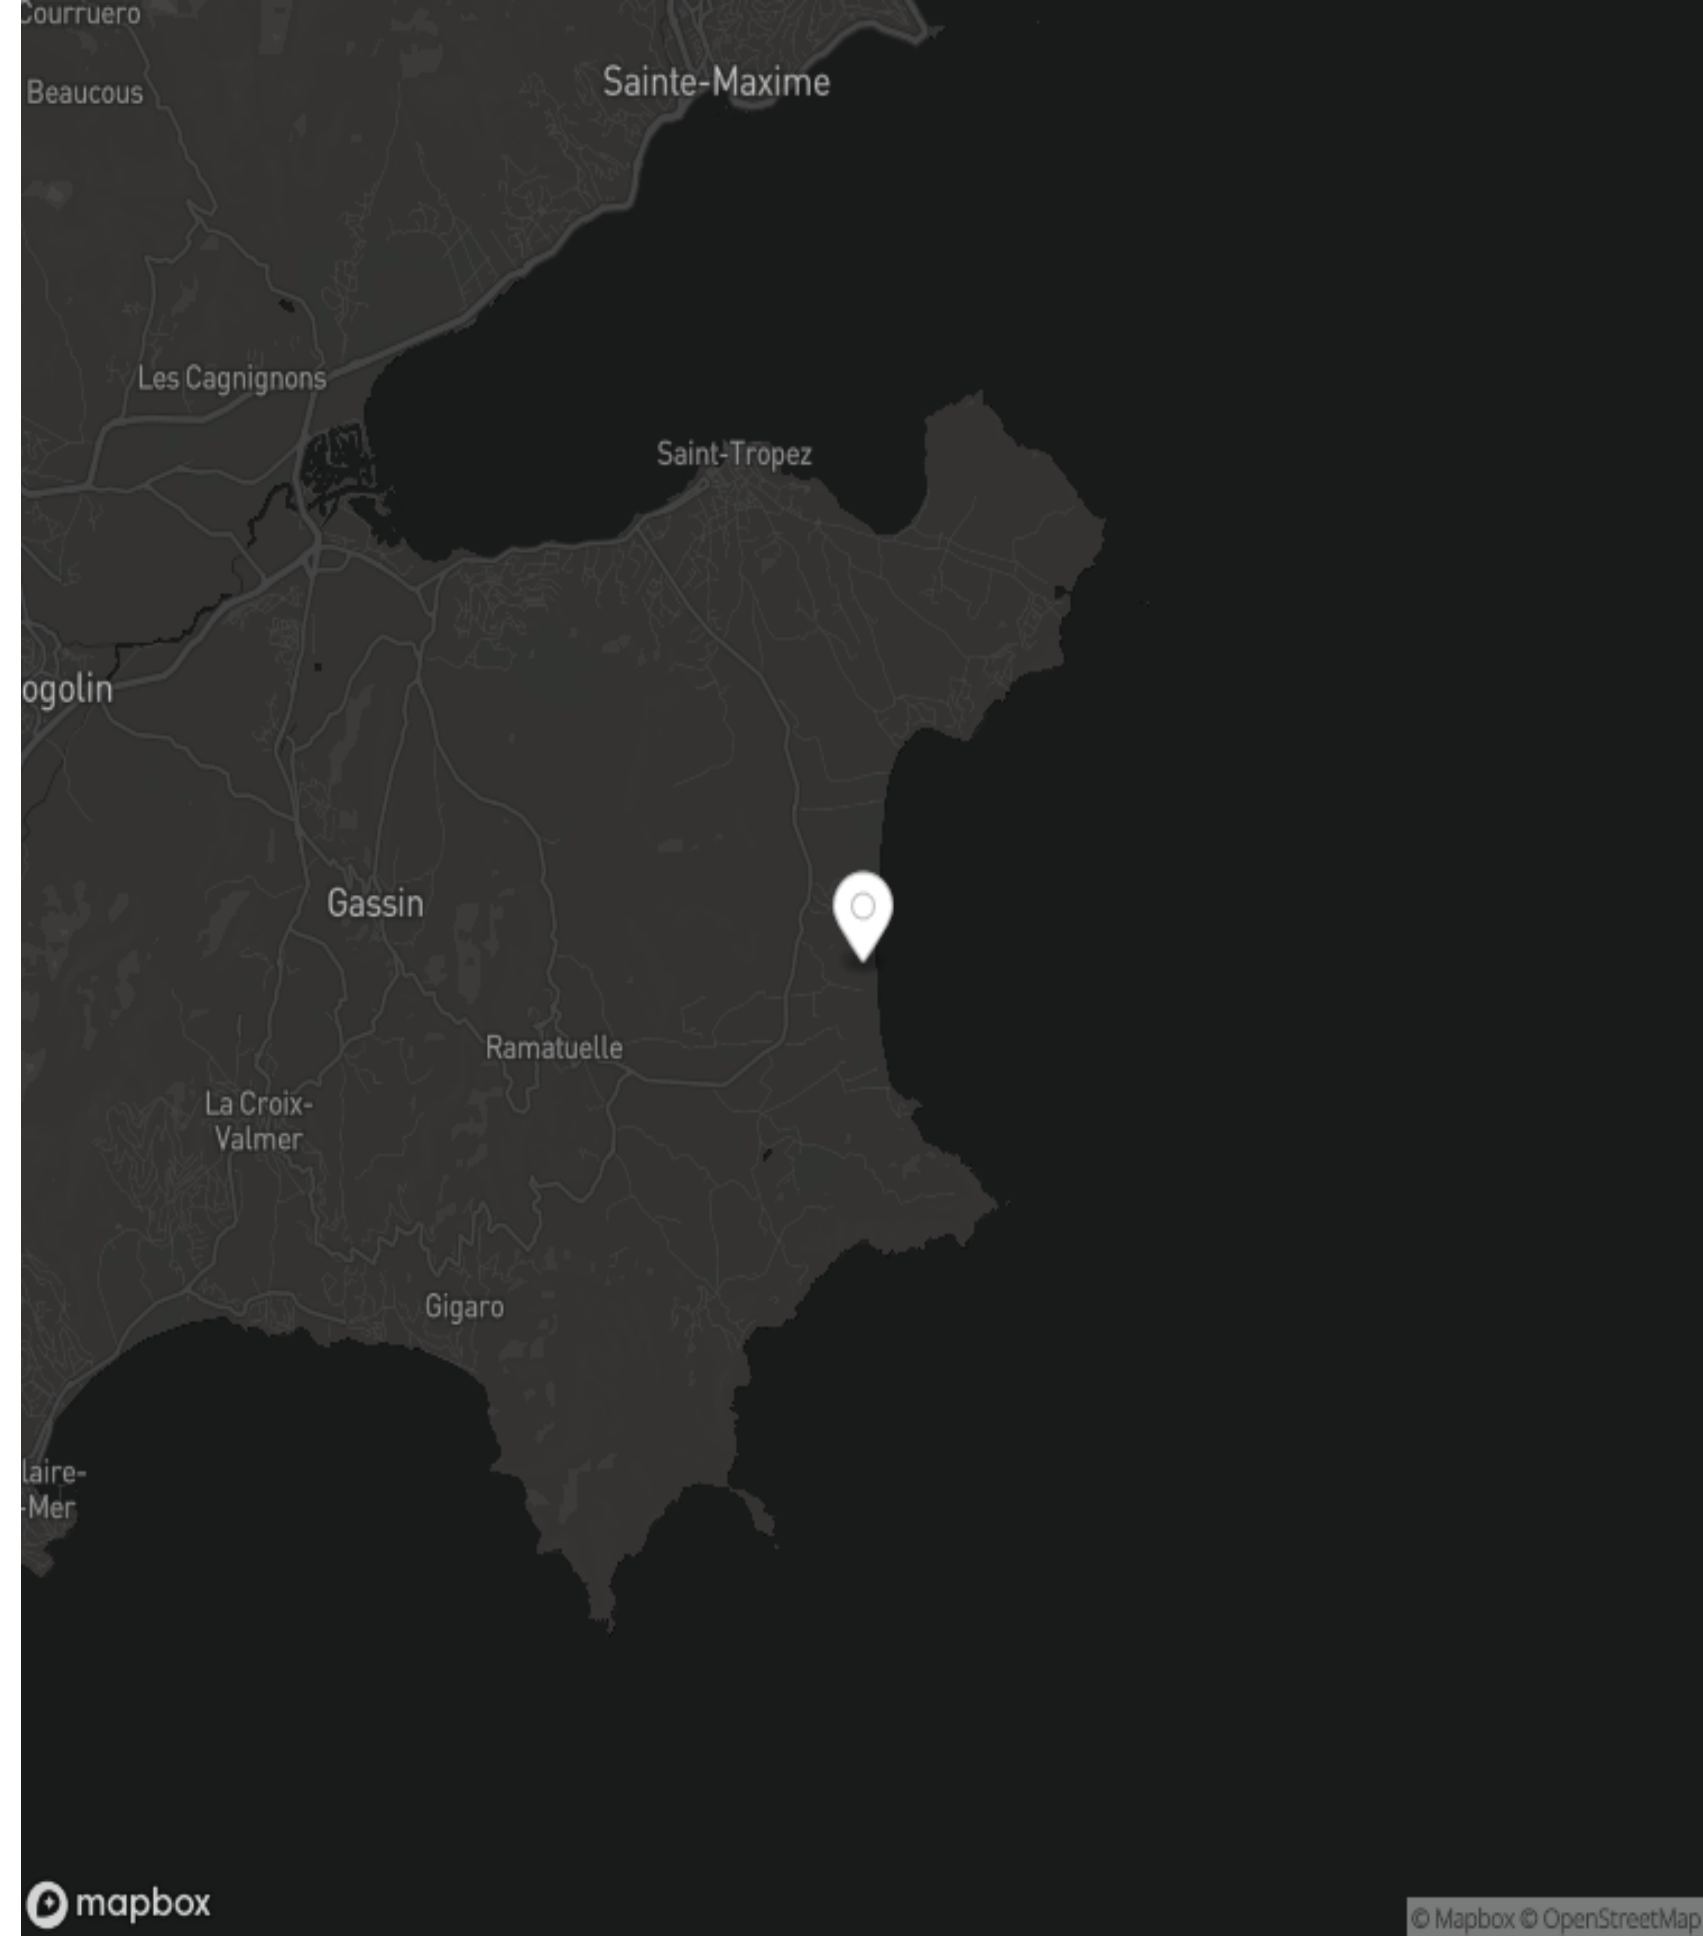 Courruero
Beaucous
Sainte-Maxime
Les Cagnignons
Saint-Tropez
ogolin
Gassin
Ramatuelle
La Croix-
Valmer
Gigaro
laire-
-Mer
mapbox
© Mapbox © OpenStreetMap